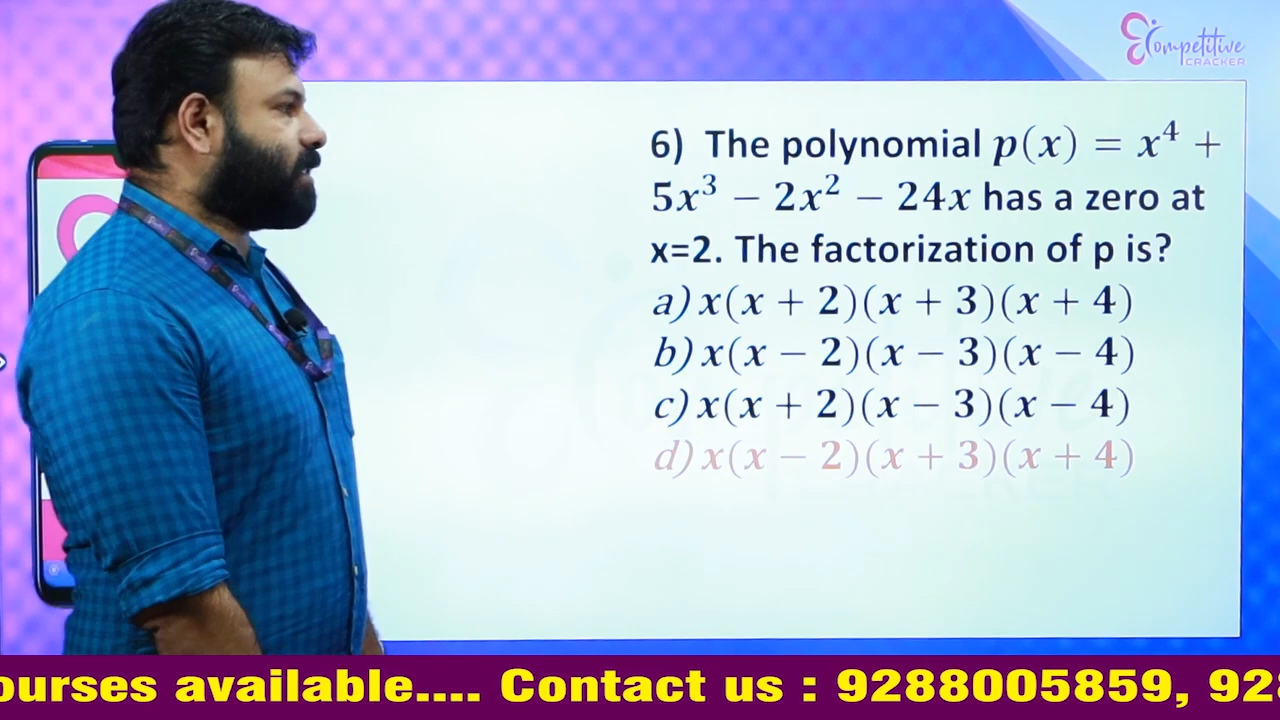 Competitive
CRACKER
6) The polynomial p(x) = x⁴ +
5x³ − 2x² − 24x has a zero at
x=2. The factorization of p is?
a)x(x + 2)(x + 3)(x + 4)
b)x(x − 2)(x − 3)(x − 4)
c)x(x + 2)(x − 3)(x − 4)
d)x(x − 2)(x + 3)(x + 4)
ourses available.... Contact us : 9288005859, 92